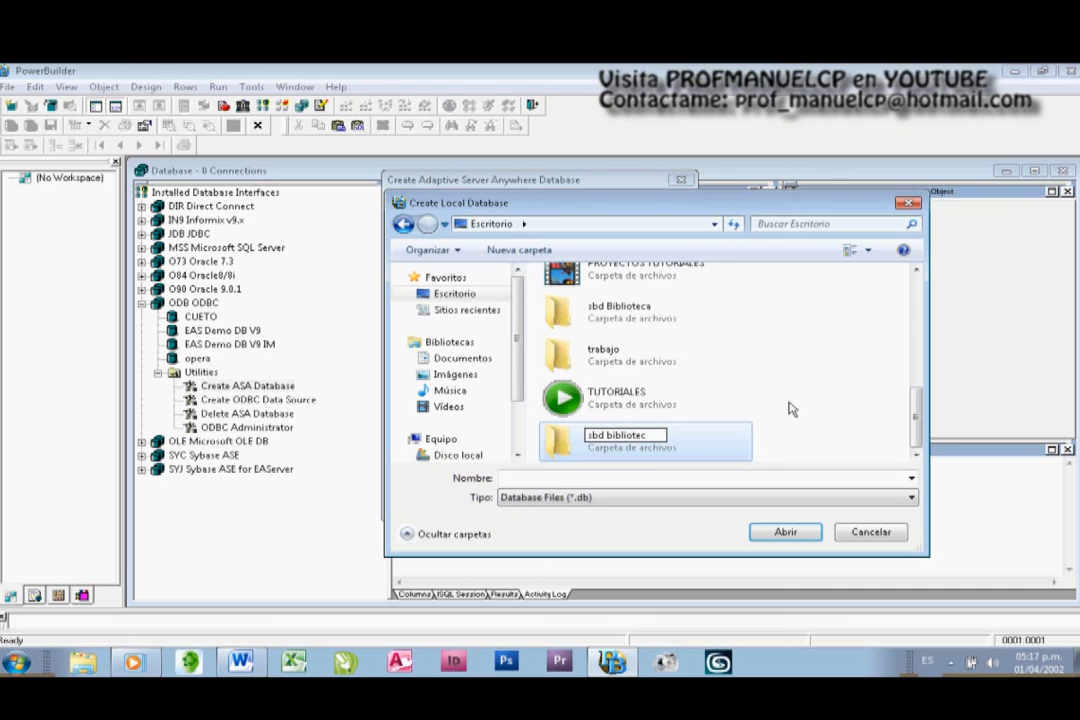 PowerBuilder
Visita PROFMANUELCP en YOUTUBE
Contactame: prof_manuelcp@hotmail.com
File Edit View Object Design Rows Run Tools Window Help
(No Workspace)
Database - 0 Connections
Installed Database Interfaces
DIR Direct Connect
IN9 Informix v9.x
JDB JDBC
MSS Microsoft SQL Server
O73 Oracle 7.3
O84 Oracle8/8i
O90 Oracle 9.0.1
ODB ODBC
CUETO
EAS Demo DB V9
EAS Demo DB V9 IM
opera
Utilities
Create ASA Database
Create ODBC Data Source
Delete ASA Database
ODBC Administrator
OLE Microsoft OLE DB
SYC Sybase ASE
SYJ Sybase ASE for EAServer
Create Adaptive Server Anywhere Database
Object
Create Local Database
Escritorio
Buscar Escritorio
Organizar
Nueva carpeta
Favoritos
Escritorio
Sitios recientes
Bibliotecas
Documentos
Imágenes
Música
Vídeos
Equipo
Disco local
PROYECTOS TUTORIALES
Carpeta de archivos
sbd Biblioteca
Carpeta de archivos
trabajo
Carpeta de archivos
TUTORIALES
Carpeta de archivos
sbd bibliotec
Carpeta de archivos
Nombre:
Tipo: Database Files (*.db)
Ocultar carpetas
Abrir
Cancelar
Columns ISQL Session Results Activity Log
Ready
0001:0001
ES
05:17 p.m.
01/04/2002